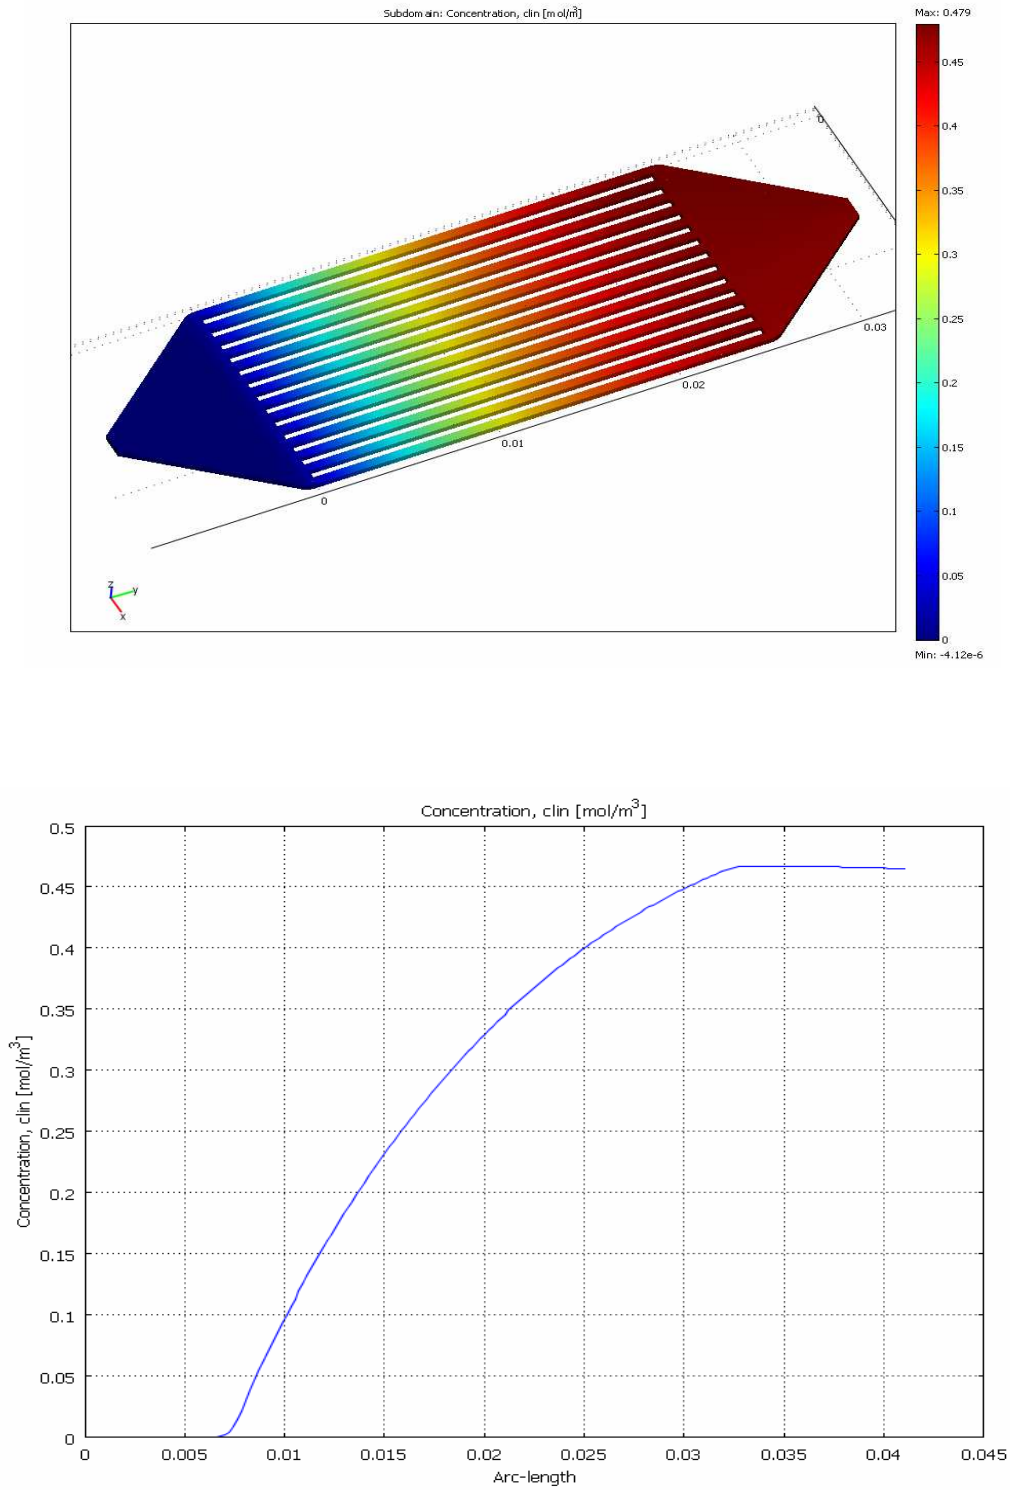 Subdomain: Concentration, clin [mol/m³]
Max: 0.479
0.45
0.4
0.35
0.3
0.25
0.2
0.15
0.1
0.05
0
Min: -4.12e-6
0
0.03
0.02
0.01
0
z
y
x
Concentration, clin [mol/m³]
0.5
0.45
0.4
0.35
0.3
0.25
0.2
0.15
0.1
0.05
0
Concentration, clin [mol/m³]
0 0.005 0.01 0.015 0.02 0.025 0.03 0.035 0.04 0.045
Arc-length